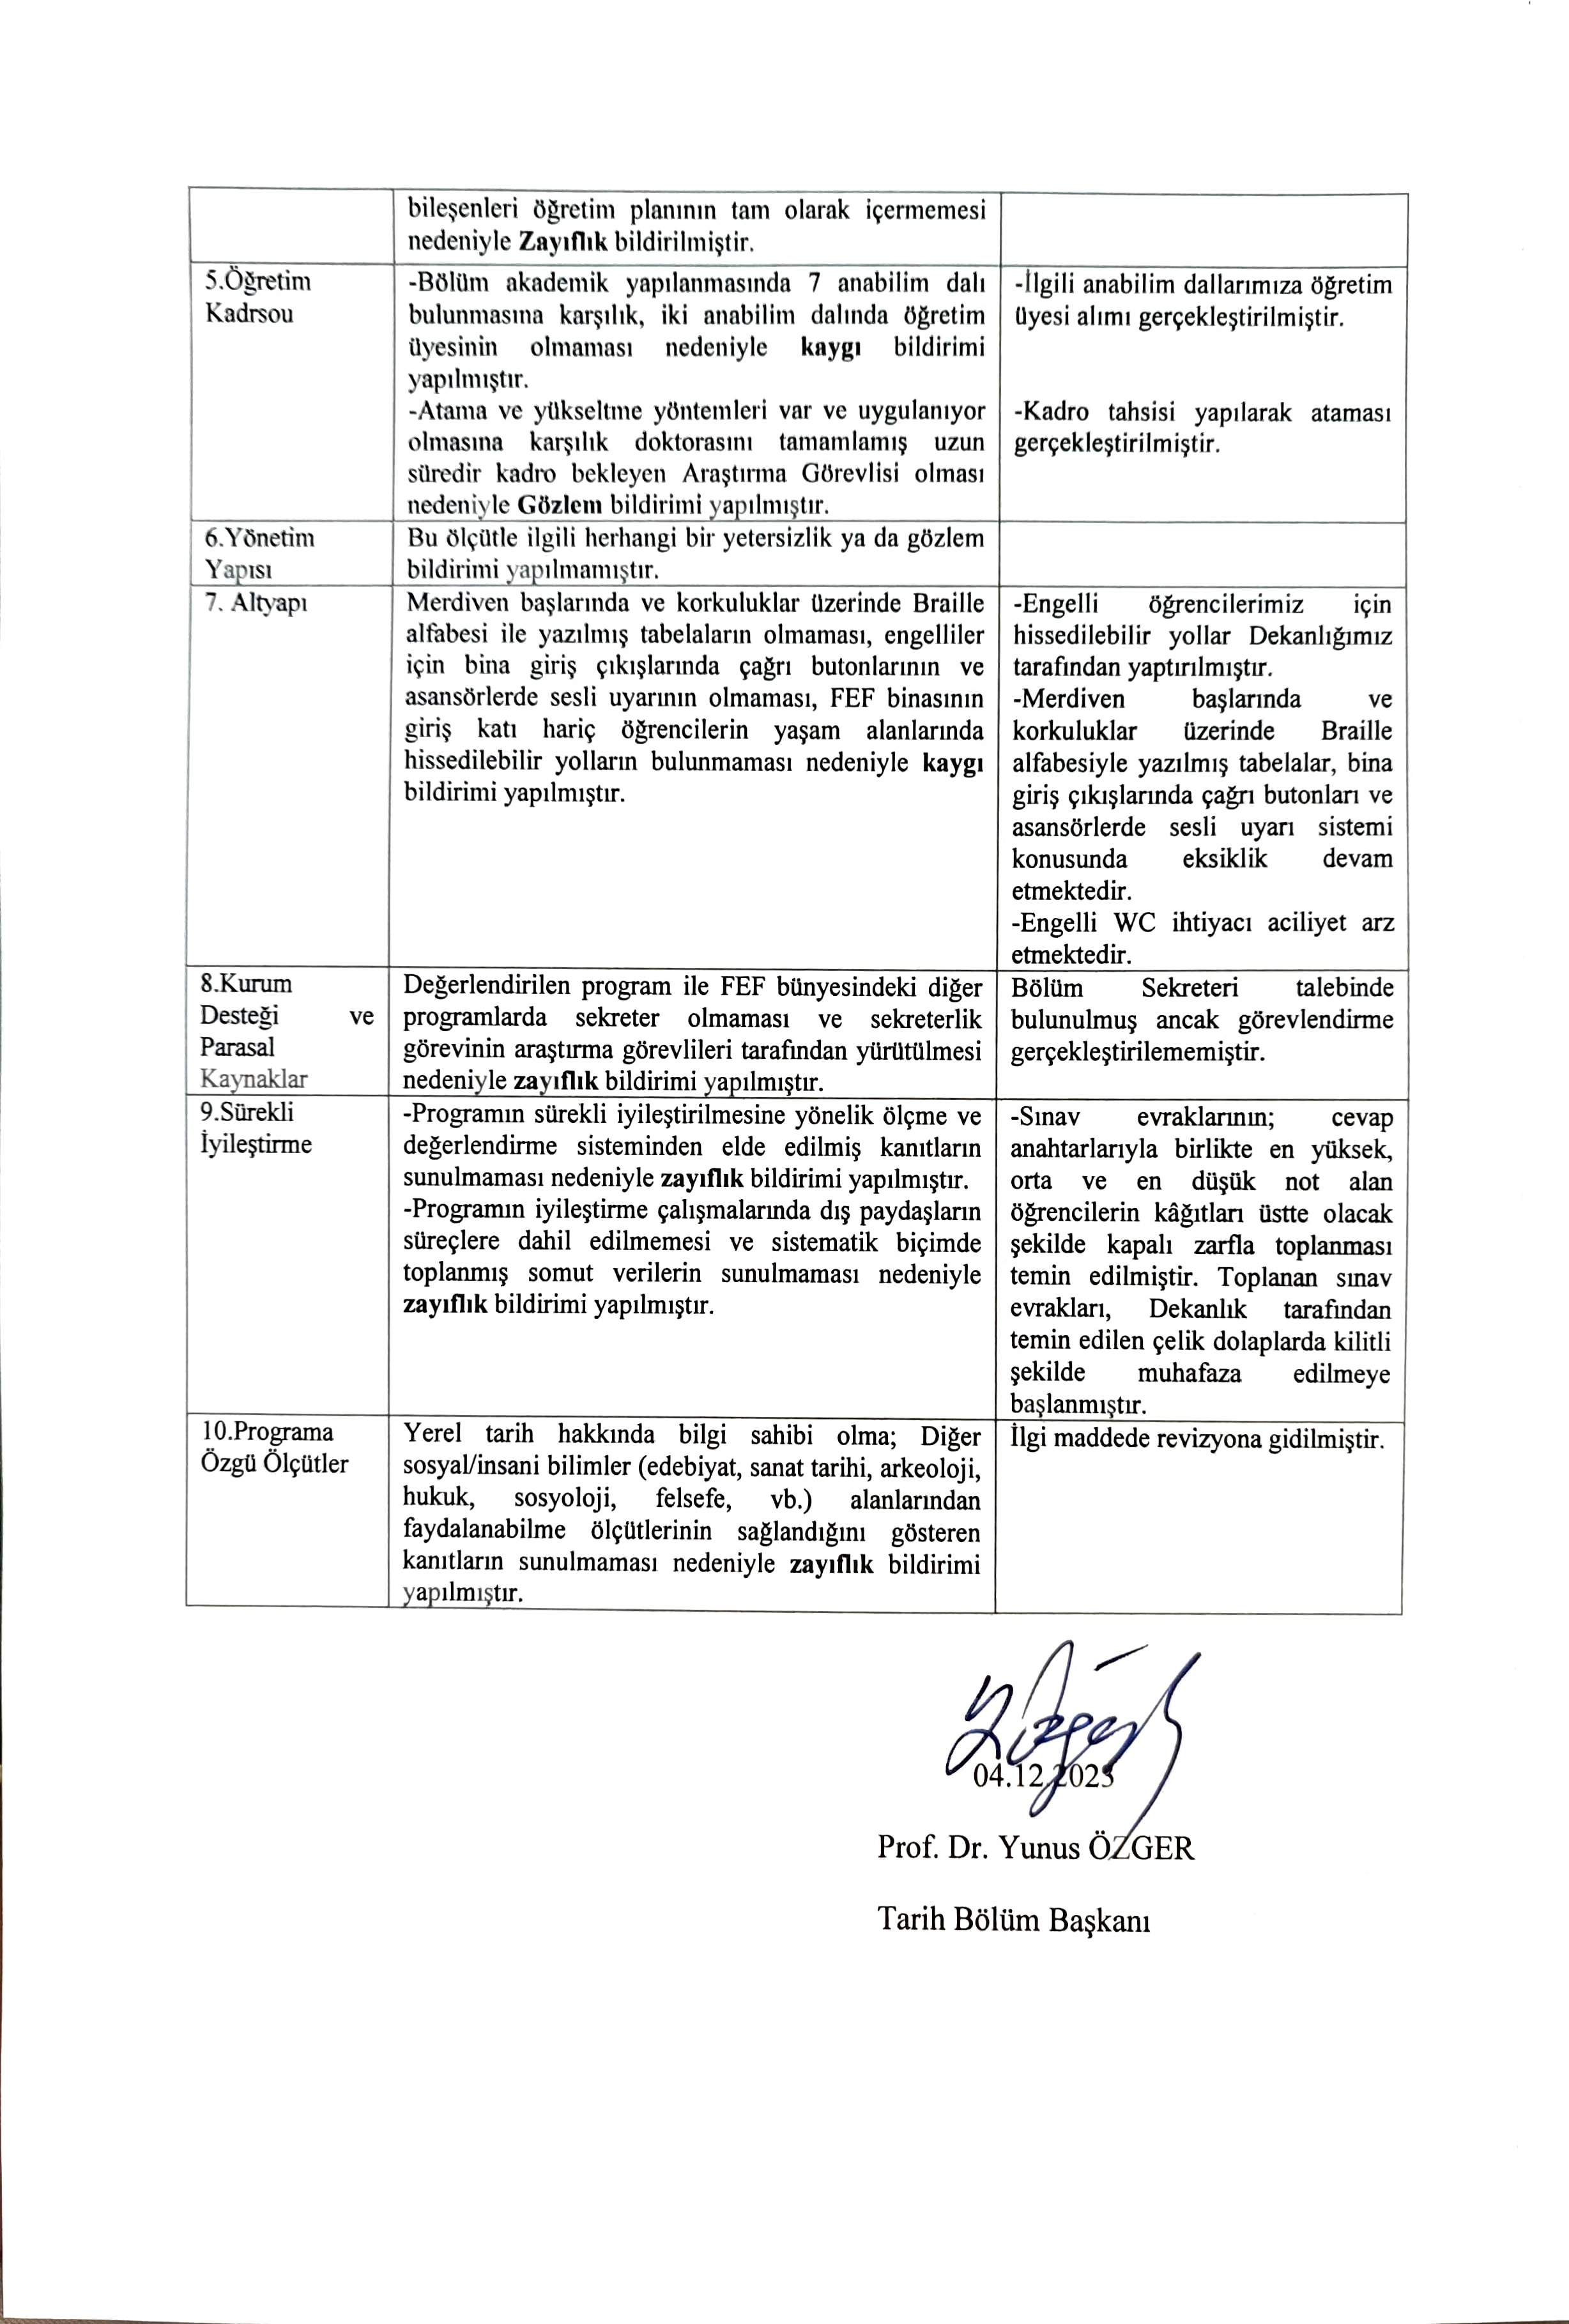 bileşenleri öğretim planının tam olarak içermemesi
nedeniyle Zayıflık bildirilmiştir.
5.Öğretim
Kadrsou
-Bölüm akademik yapılanmasında 7 anabilim dalı
bulunmasına karşılık, iki anabilim dalında öğretim
üyesinin olmaması nedeniyle kaygı bildirimi
yapılmıştır.
-Atama ve yükseltme yöntemleri var ve uygulanıyor
olmasına karşılık doktorasını tamamlamış uzun
süredir kadro bekleyen Araştırma Görevlisi olması
nedeniyle Gözlem bildirimi yapılmıştır.
-İlgili anabilim dallarımıza öğretim
üyesi alımı gerçekleştirilmiştir.
-Kadro tahsisi yapılarak ataması
gerçekleştirilmiştir.
6.Yönetim
Yapısı
Bu ölçütle ilgili herhangi bir yetersizlik ya da gözlem
bildirimi yapılmamıştır.
7. Altyapı
Merdiven başlarında ve korkuluklar üzerinde Braille
alfabesi ile yazılmış tabelaların olmaması, engelliler
için bina giriş çıkışlarında çağrı butonlarının ve
asansörlerde sesli uyarının olmaması, FEF binasının
giriş katı hariç öğrencilerin yaşam alanlarında
hissedilebilir yolların bulunmaması nedeniyle kaygı
bildirimi yapılmıştır.
-Engelli öğrencilerimiz için
hissedilebilir yollar Dekanlığımız
tarafından yaptırılmıştır.
-Merdiven başlarında ve
korkuluklar üzerinde Braille
alfabesiyle yazılmış tabelalar, bina
giriş çıkışlarında çağrı butonları ve
asansörlerde sesli uyarı sistemi
konusunda eksiklik devam
etmektedir.
-Engelli WC ihtiyacı aciliyet arz
etmektedir.
8.Kurum
Desteği ve
Parasal
Kaynaklar
Değerlendirilen program ile FEF bünyesindeki diğer
programlarda sekreter olmaması ve sekreterlik
görevinin araştırma görevlileri tarafından yürütülmesi
nedeniyle zayıflık bildirimi yapılmıştır.
Bölüm Sekreteri talebinde
bulunulmuş ancak görevlendirme
gerçekleştirilememiştir.
9.Sürekli
İyileştirme
-Programın sürekli iyileştirilmesine yönelik ölçme ve
değerlendirme sisteminden elde edilmiş kanıtların
sunulmaması nedeniyle zayıflık bildirimi yapılmıştır.
-Programın iyileştirme çalışmalarında dış paydaşların
süreçlere dahil edilmemesi ve sistematik biçimde
toplanmış somut verilerin sunulmaması nedeniyle
zayıflık bildirimi yapılmıştır.
-Sınav evraklarının; cevap
anahtarlarıyla birlikte en yüksek,
orta ve en düşük not alan
öğrencilerin kâğıtları üstte olacak
şekilde kapalı zarfla toplanması
temin edilmiştir. Toplanan sınav
evrakları, Dekanlık tarafından
temin edilen çelik dolaplarda kilitli
şekilde muhafaza edilmeye
başlanmıştır.
10.Programa
Özgü Ölçütler
Yerel tarih hakkında bilgi sahibi olma; Diğer
sosyal/insani bilimler (edebiyat, sanat tarihi, arkeoloji,
hukuk, sosyoloji, felsefe, vb.) alanlarından
faydalanabilme ölçütlerinin sağlandığını gösteren
kanıtların sunulmaması nedeniyle zayıflık bildirimi
yapılmıştır.
İlgi maddede revizyona gidilmiştir.
04.12.2023
Prof. Dr. Yunus ÖZGER
Tarih Bölüm Başkanı